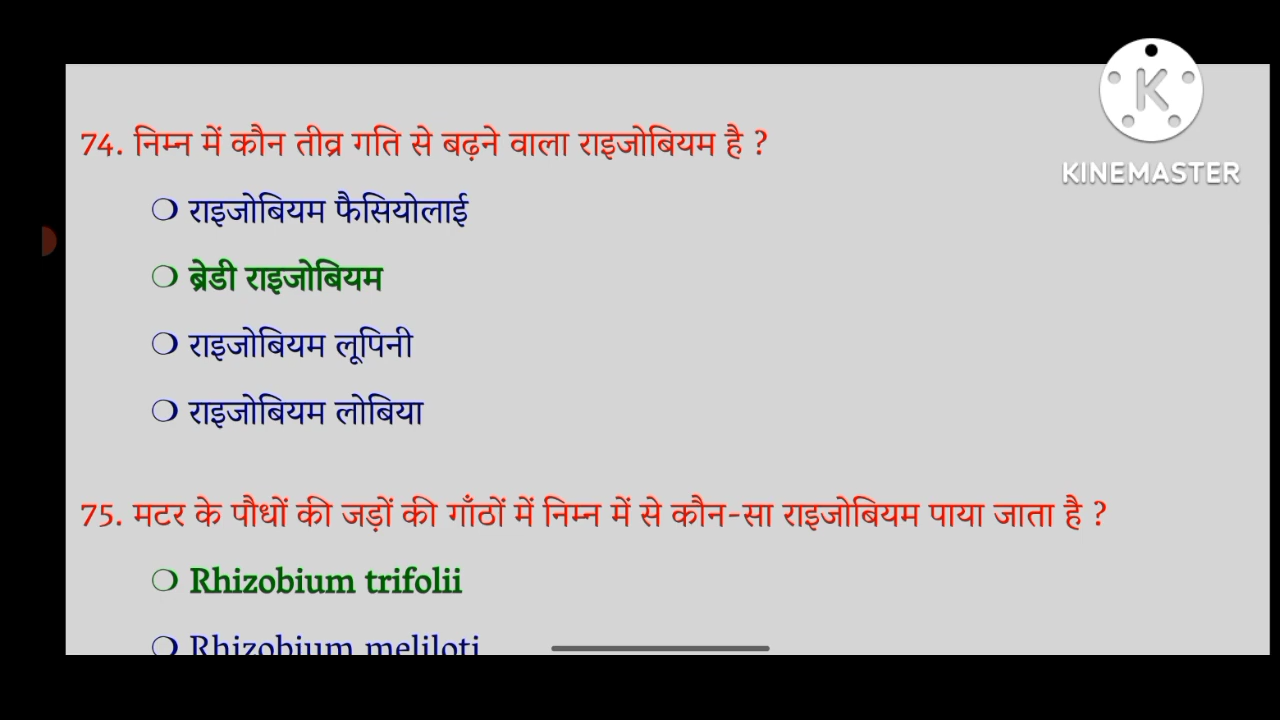 KINEMASTER
74. निम्न में कौन तीव्र गति से बढ़ने वाला राइजोबियम है ?
राइजोबियम फैसियोलाई
ब्रेडी राइजोबियम
राइजोबियम लूपिनी
राइजोबियम लोबिया
75. मटर के पौधों की जड़ों की गाँठों में निम्न में से कौन-सा राइजोबियम पाया जाता है ?
Rhizobium trifolii
Rhizobium meliloti